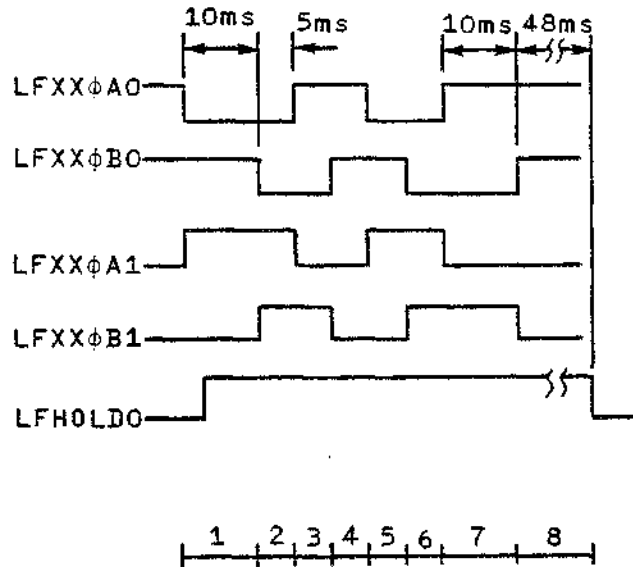 10ms 5ms 10ms 48ms
LFXXϕA0
LFXXϕB0
LFXXϕA1
LFXXϕB1
LFHOLD0
1 2 3 4 5 6 7 8